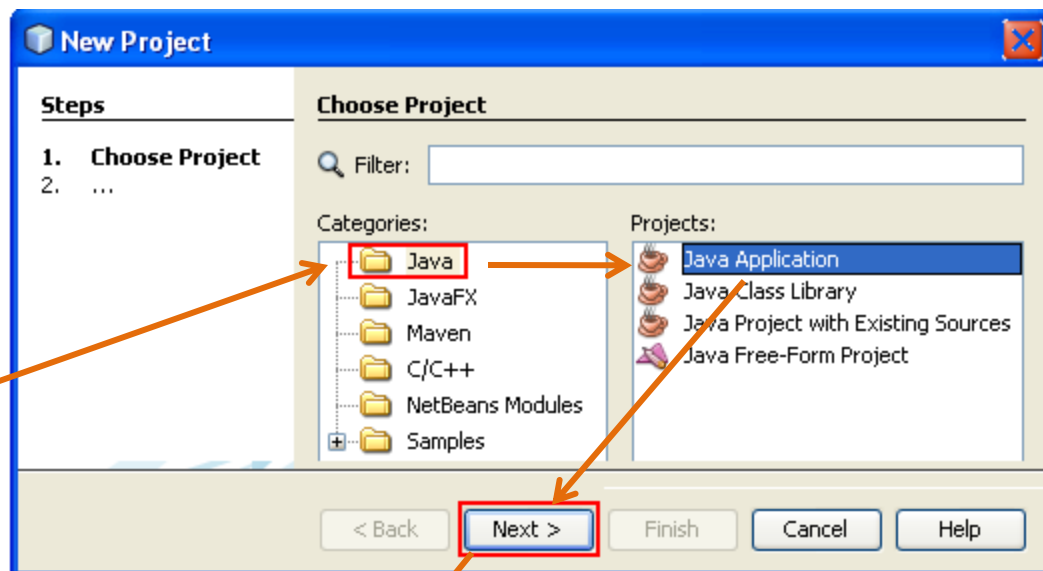 New Project
Steps
1. Choose Project
2. ...
Choose Project
Filter:
Categories:
Java
JavaFX
Maven
C/C++
NetBeans Modules
Samples
Projects:
Java Application
Java Class Library
Java Project with Existing Sources
Java Free-Form Project
< Back
Next >
Finish
Cancel
Help